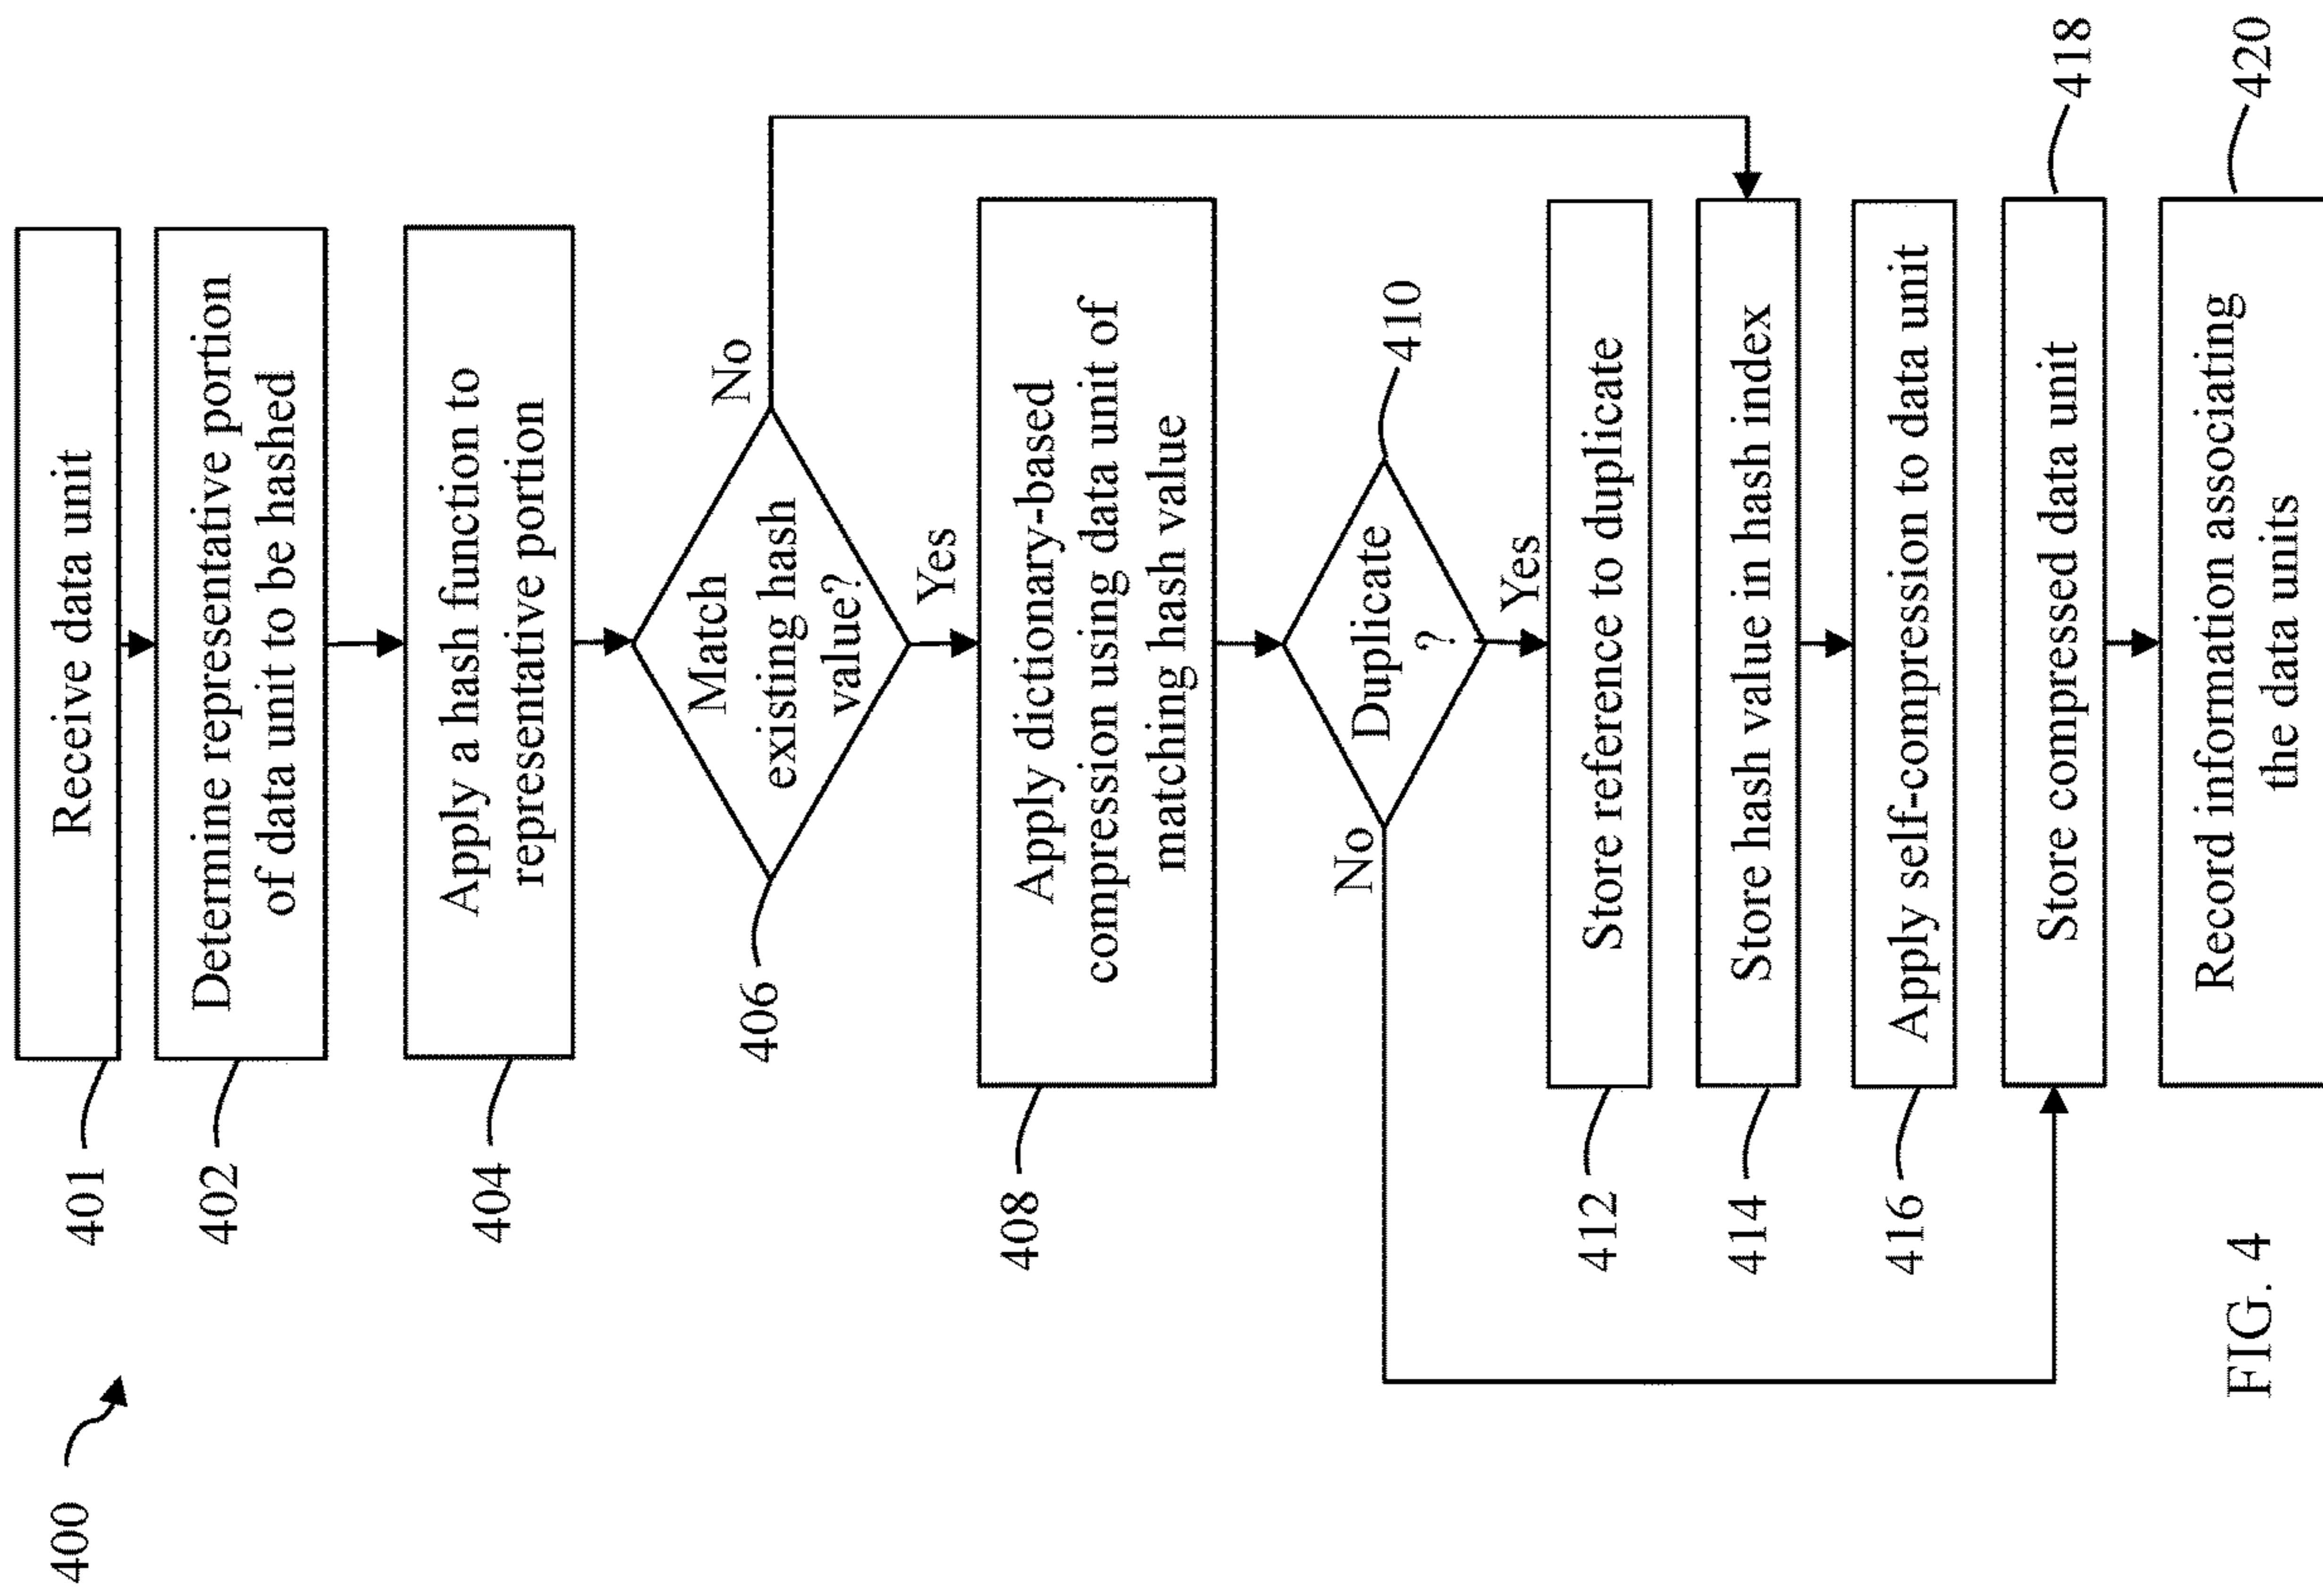 400
401
Receive data unit
402
Determine representative portion
of data unit to be hashed
404
Apply a hash function to
representative portion
406
Match
existing hash
value?
No
Yes
408
Apply dictionary-based
compression using data unit of
matching hash value
410
Duplicate
?
No
Yes
412
Store reference to duplicate
414
Store hash value in hash index
416
Apply self-compression to data unit
418
Store compressed data unit
420
Record information associating
the data units
FIG. 4